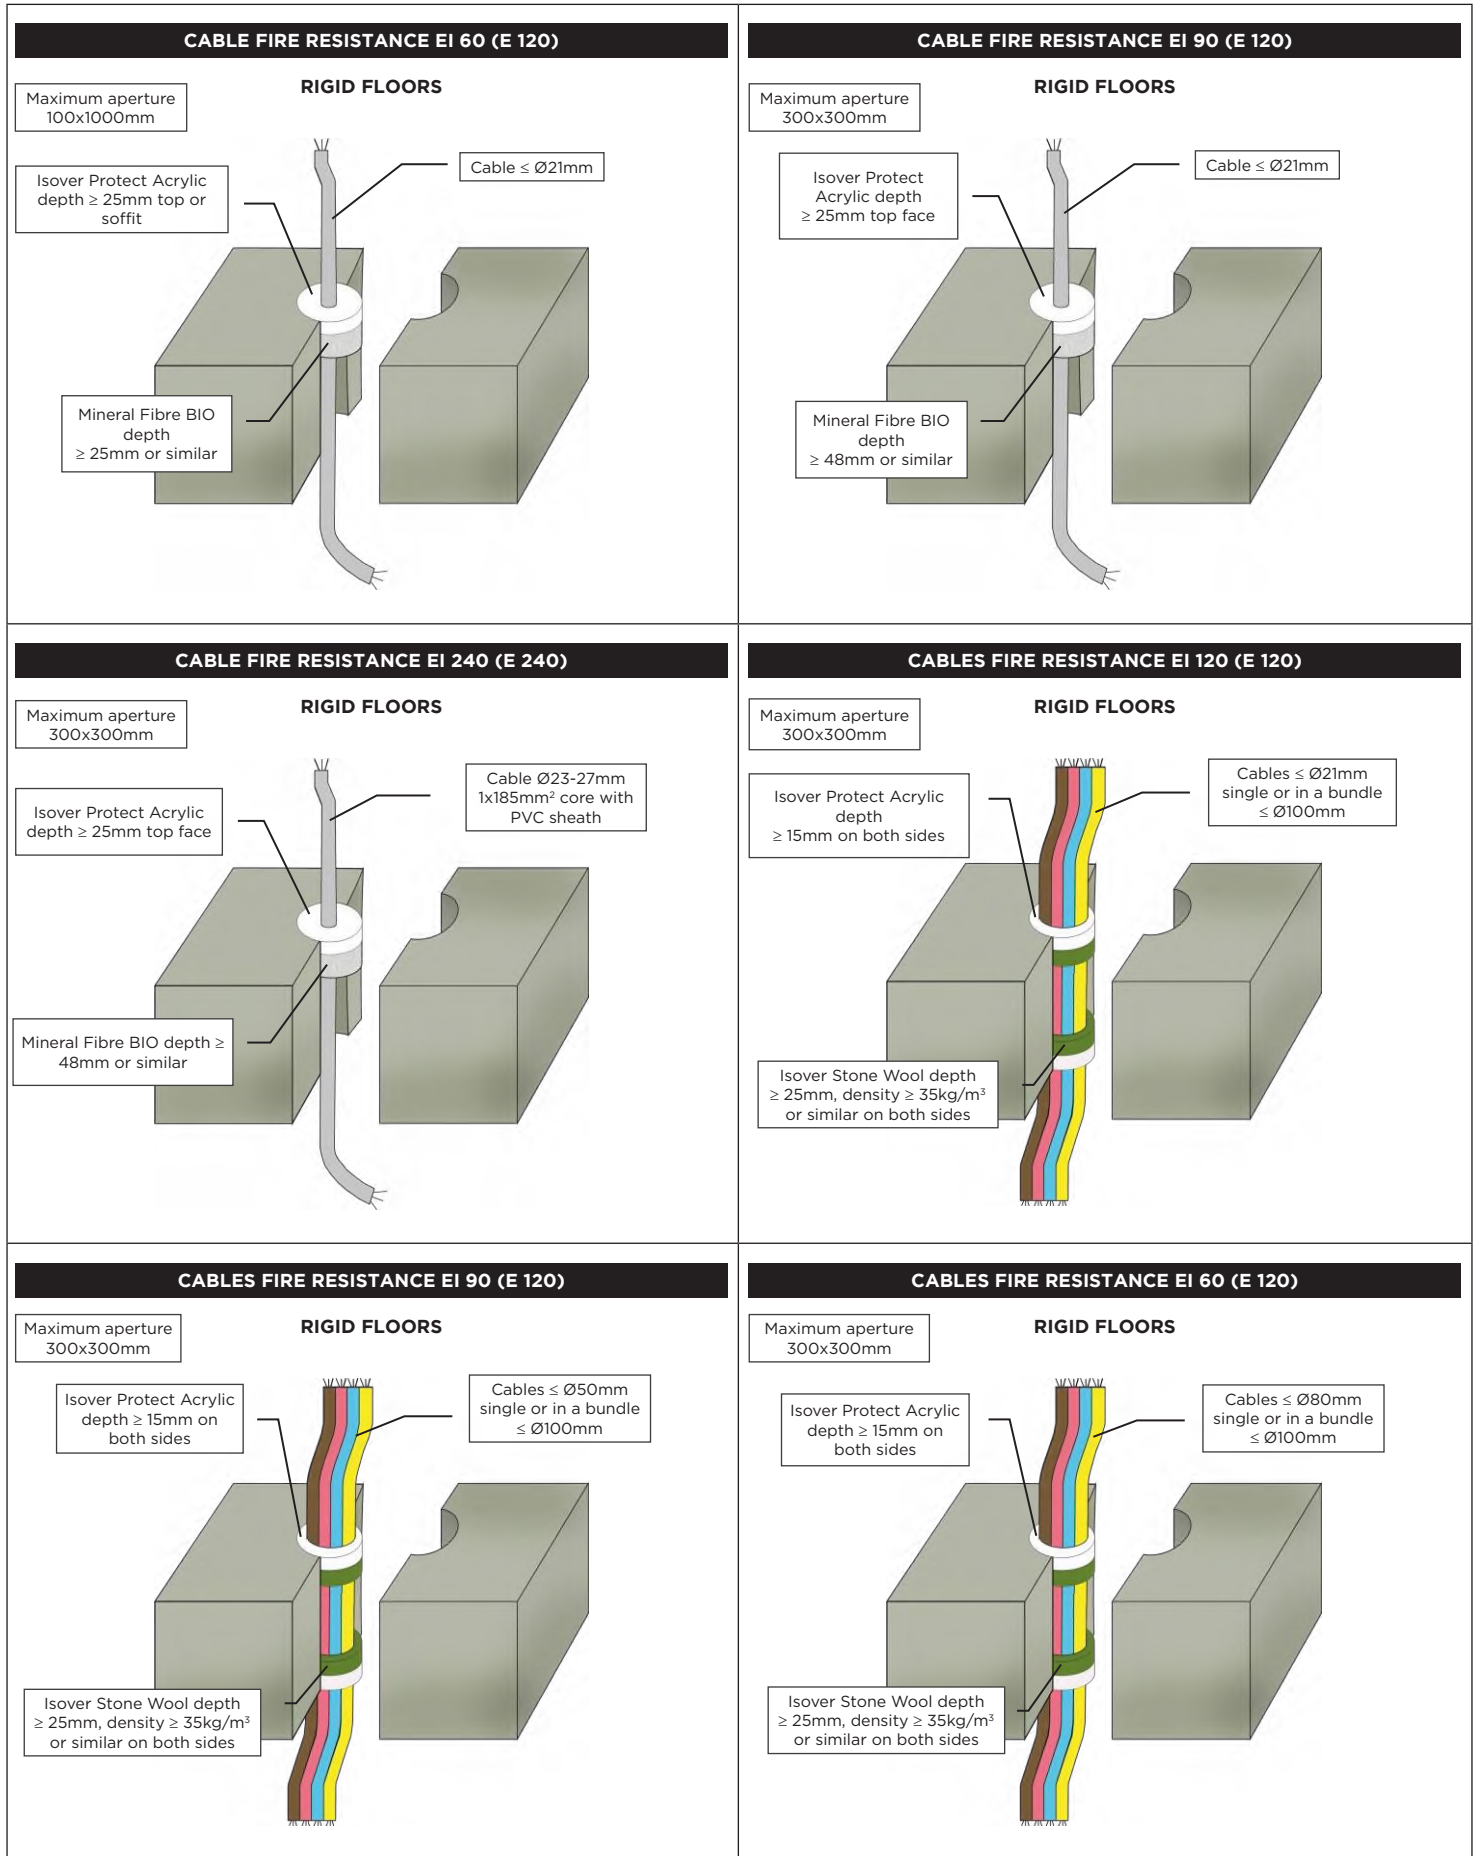 CABLE FIRE RESISTANCE EI 60 (E 120)
RIGID FLOORS
Maximum aperture
100x1000mm
Isover Protect Acrylic
depth ≥ 25mm top or
soffit
Cable ≤ Ø21mm
Mineral Fibre BIO
depth
≥ 25mm or similar
CABLE FIRE RESISTANCE EI 90 (E 120)
RIGID FLOORS
Maximum aperture
300x300mm
Isover Protect
Acrylic depth
≥ 25mm top face
Cable ≤ Ø21mm
Mineral Fibre BIO
depth
≥ 48mm or similar
CABLE FIRE RESISTANCE EI 240 (E 240)
RIGID FLOORS
Maximum aperture
300x300mm
Isover Protect Acrylic
depth ≥ 25mm top face
Cable Ø23-27mm
1x185mm² core with
PVC sheath
Mineral Fibre BIO depth ≥
48mm or similar
CABLES FIRE RESISTANCE EI 120 (E 120)
RIGID FLOORS
Maximum aperture
300x300mm
Isover Protect Acrylic
depth
≥ 15mm on both sides
Cables ≤ Ø21mm
single or in a bundle
≤ Ø100mm
Isover Stone Wool depth
≥ 25mm, density ≥ 35kg/m³
or similar on both sides
CABLES FIRE RESISTANCE EI 90 (E 120)
RIGID FLOORS
Maximum aperture
300x300mm
Isover Protect Acrylic
depth ≥ 15mm on
both sides
Cables ≤ Ø50mm
single or in a bundle
≤ Ø100mm
Isover Stone Wool depth
≥ 25mm, density ≥ 35kg/m³
or similar on both sides
CABLES FIRE RESISTANCE EI 60 (E 120)
RIGID FLOORS
Maximum aperture
300x300mm
Isover Protect Acrylic
depth ≥ 15mm on
both sides
Cables ≤ Ø80mm
single or in a bundle
≤ Ø100mm
Isover Stone Wool depth
≥ 25mm, density ≥ 35kg/m³
or similar on both sides